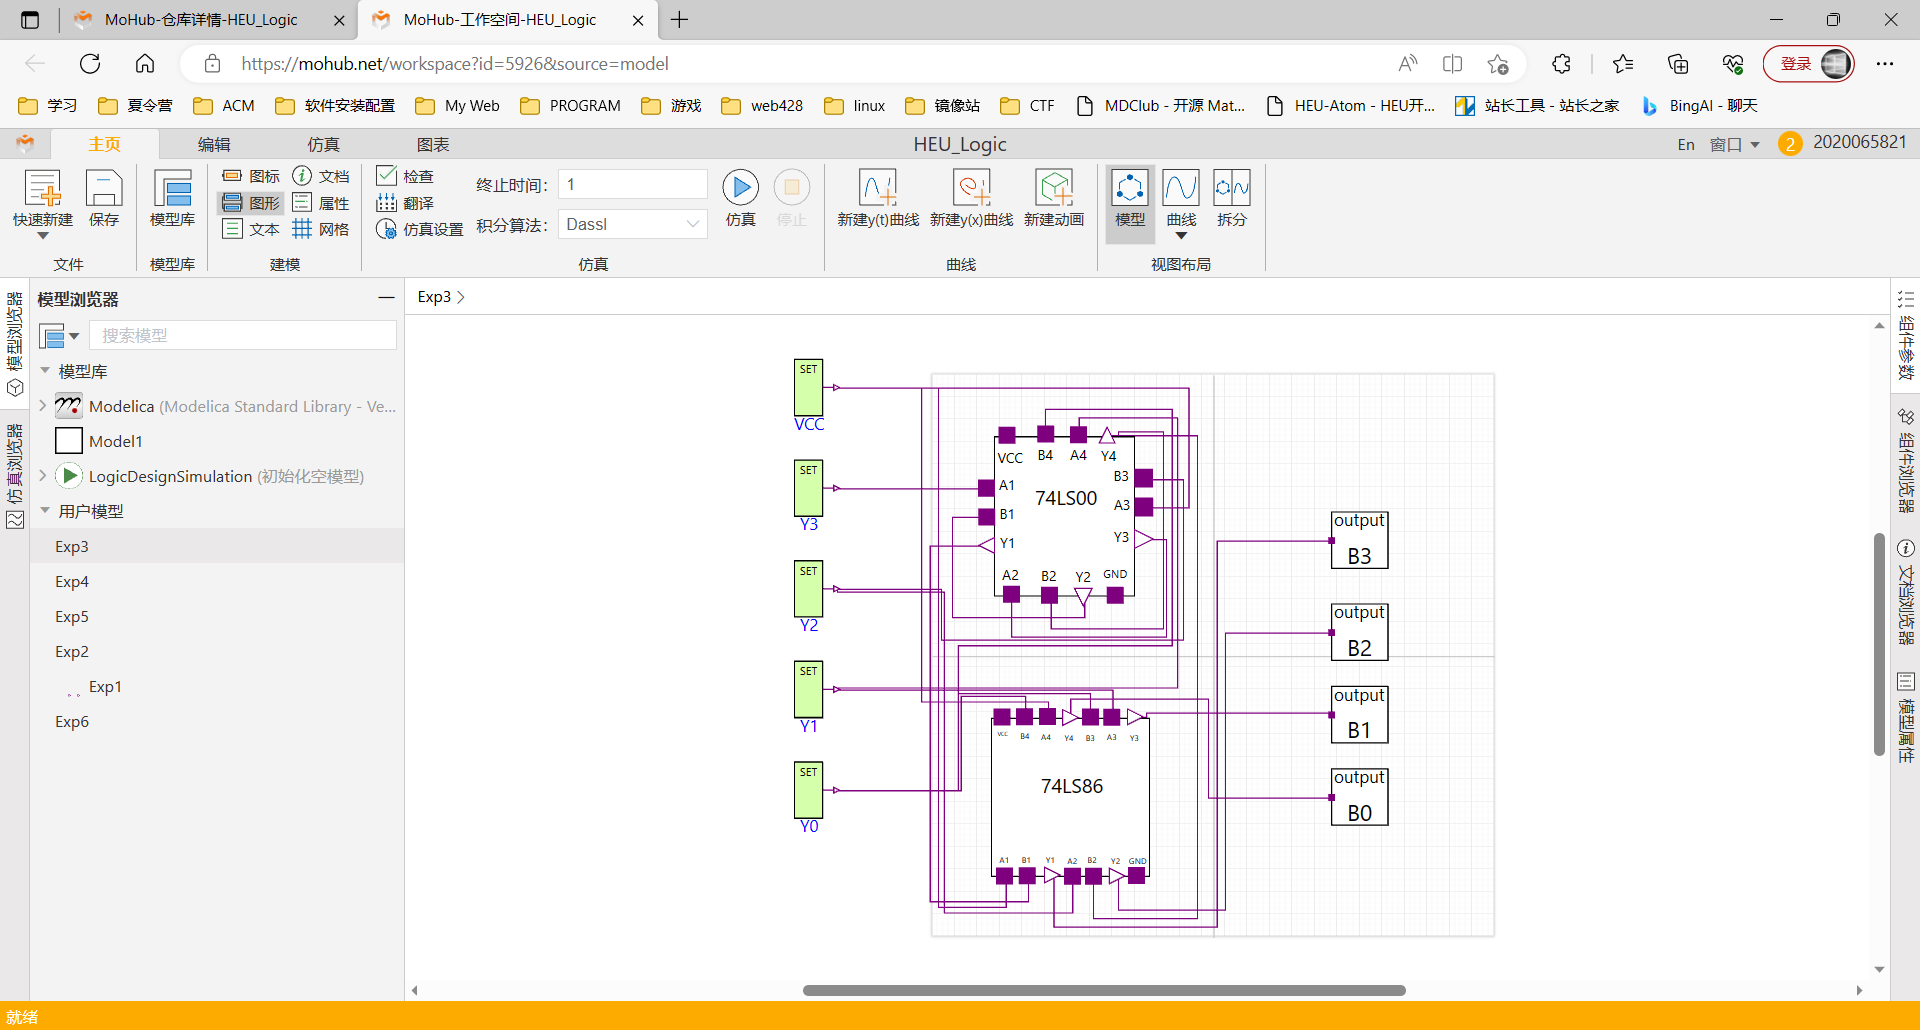 MoHub-仓库详情-HEU_Logic
MoHub-工作空间-HEU_Logic
https://mohub.net/workspace?id=5926&source=model
登录
学习
夏令营
ACM
软件安装配置
My Web
PROGRAM
游戏
web428
linux
镜像站
CTF
MDClub - 开源 Mat...
HEU-Atom - HEU开...
站长工具 - 站长之家
BingAI - 聊天
主页
编辑
仿真
图表
HEU_Logic
En
窗口
2
2020065821
快速新建
保存
文件
模型库
模型库
图标
文档
图形
属性
文本
网格
建模
检查
翻译
仿真设置
终止时间:
1
积分算法:
Dassl
仿真
停止
仿真
新建y(t)曲线
新建y(x)曲线
新建动画
曲线
模型
曲线
拆分
视图布局
模型浏览器
仿真浏览器
模型浏览器
搜索模型
模型库
Modelica (Modelica Standard Library - Ve...
Model1
LogicDesignSimulation (初始化空模型)
用户模型
Exp3
Exp4
Exp5
Exp2
Exp1
Exp6
Exp3
SET
VCC
SET
Y3
SET
Y2
SET
Y1
SET
Y0
VCC
B4
A4
Y4
A1
B3
74LS00
B1
A3
Y1
Y3
A2
B2
Y2
GND
VCC
B4
A4
Y4
B3
A3
Y3
74LS86
A1
B1
Y1
A2
B2
Y2
GND
output
B3
output
B2
output
B1
output
B0
组件参数
组件浏览器
文档浏览器
模型属性
就绪